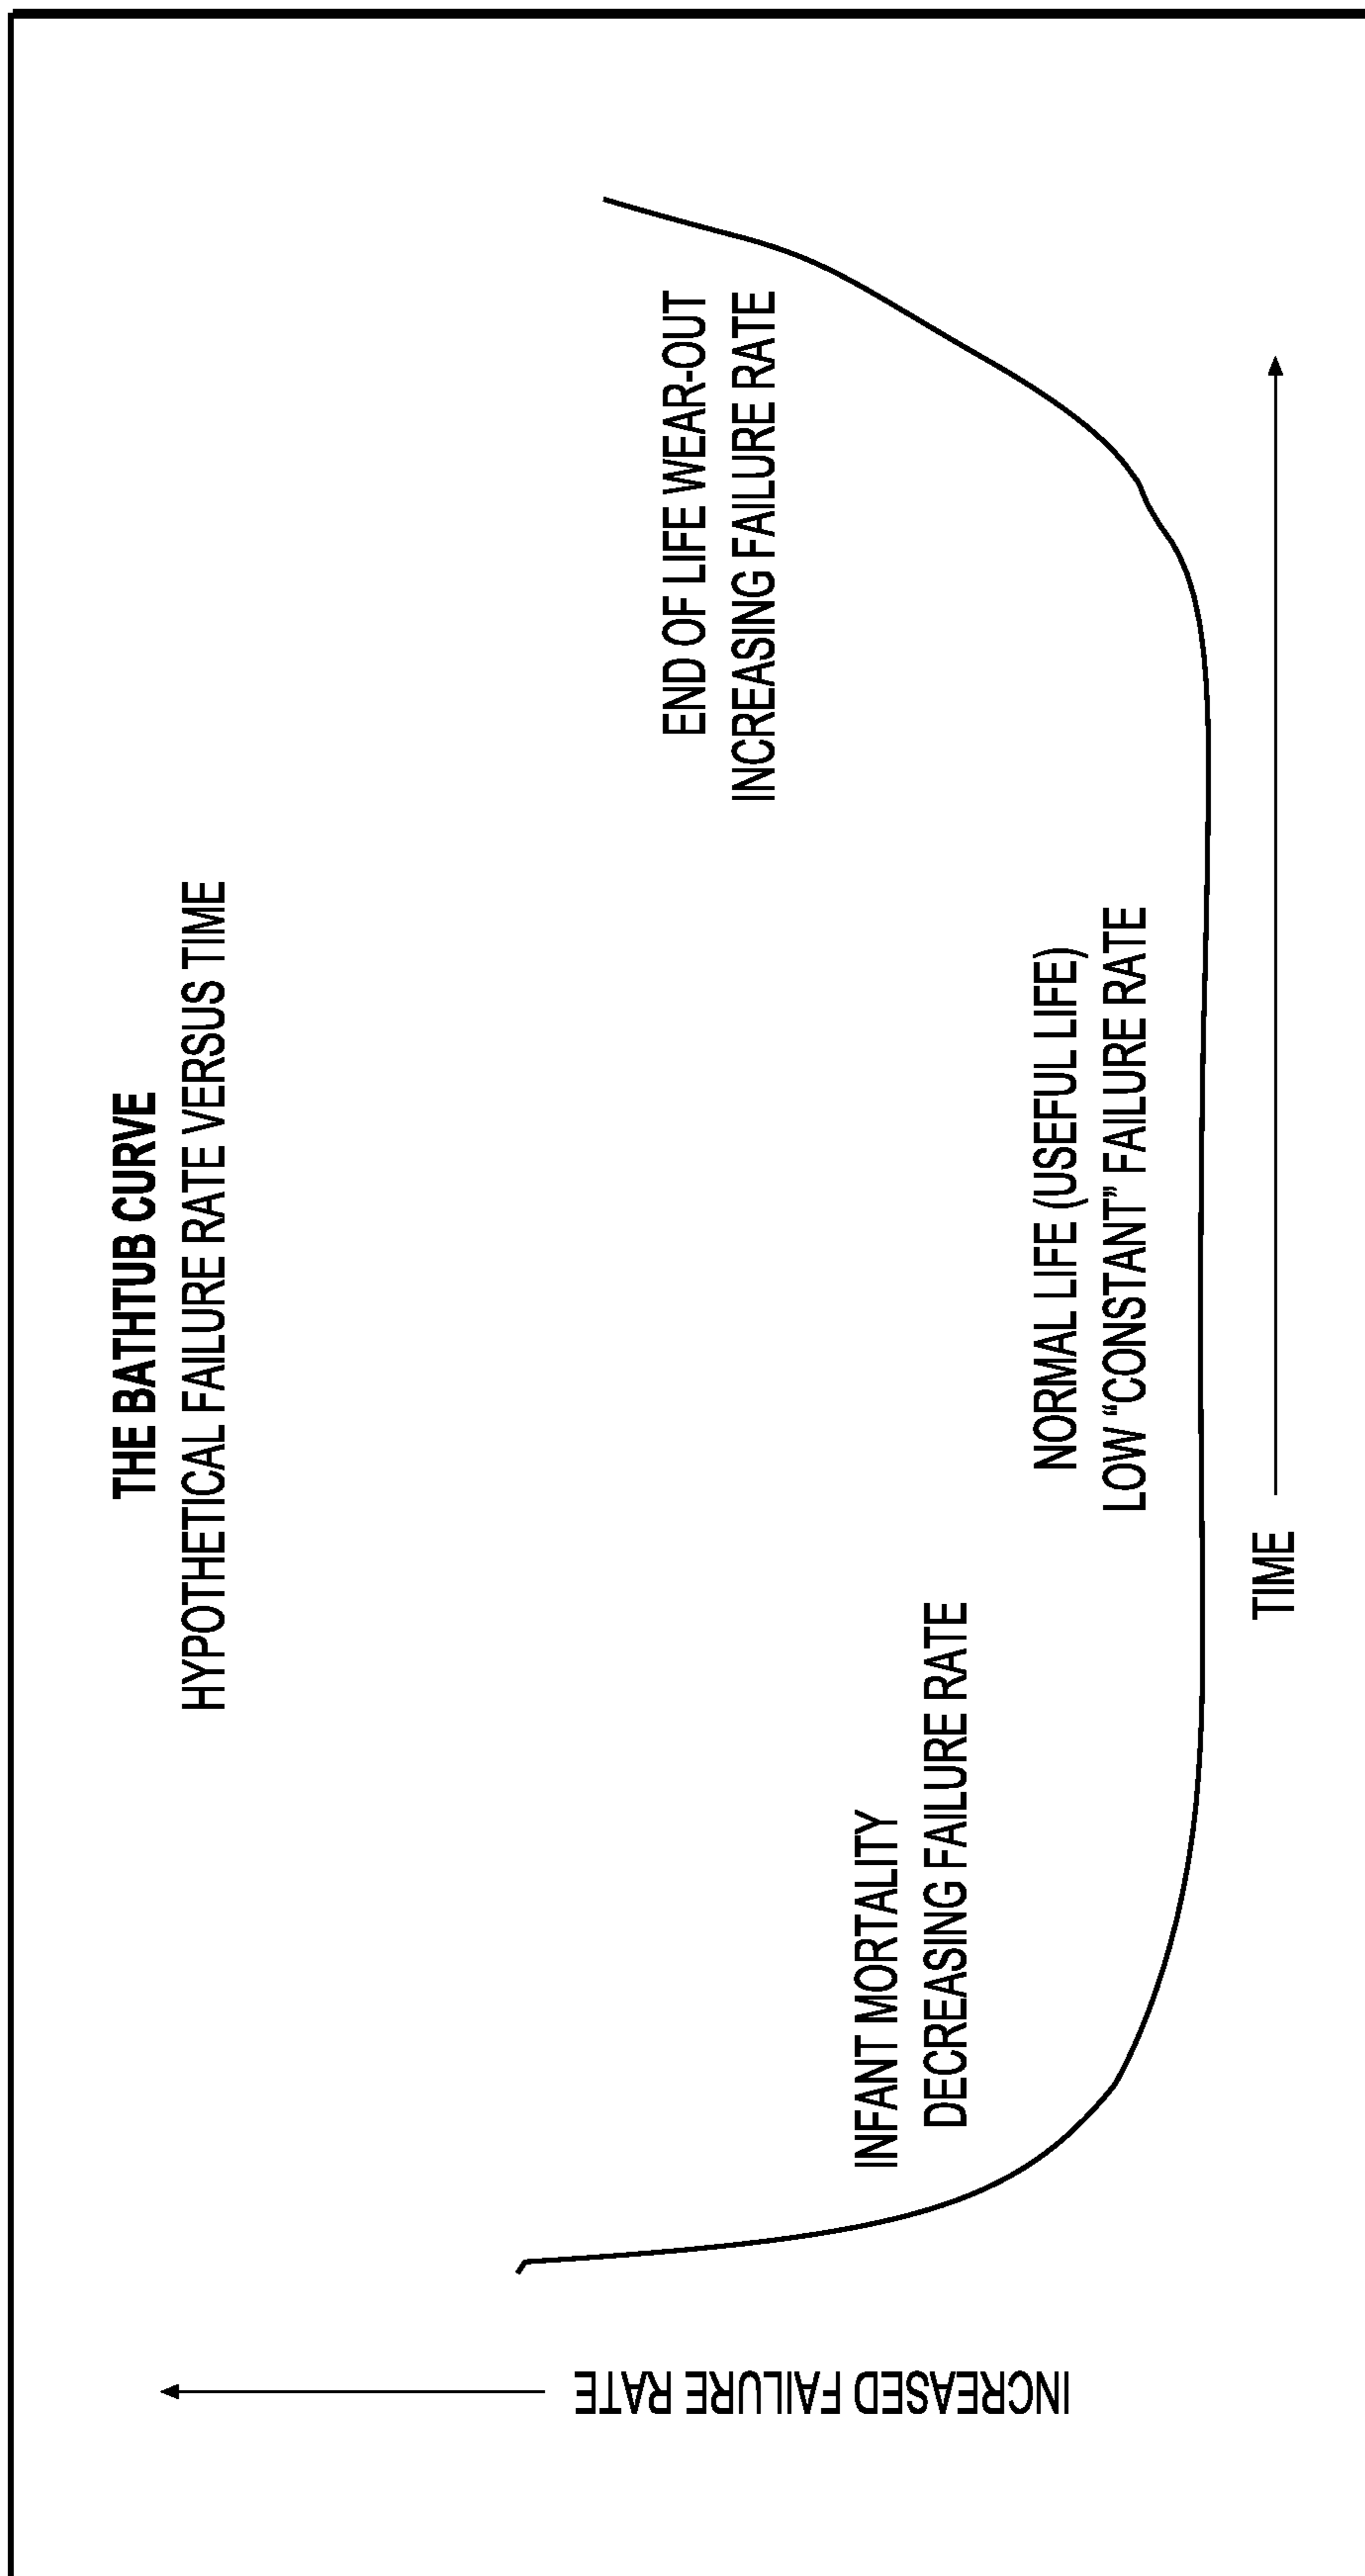 THE BATHTUB CURVE
HYPOTHETICAL FAILURE RATE VERSUS TIME
INCREASED FAILURE RATE
INFANT MORTALITY
DECREASING FAILURE RATE
NORMAL LIFE (USEFUL LIFE)
LOW “CONSTANT” FAILURE RATE
END OF LIFE WEAR-OUT
INCREASING FAILURE RATE
TIME